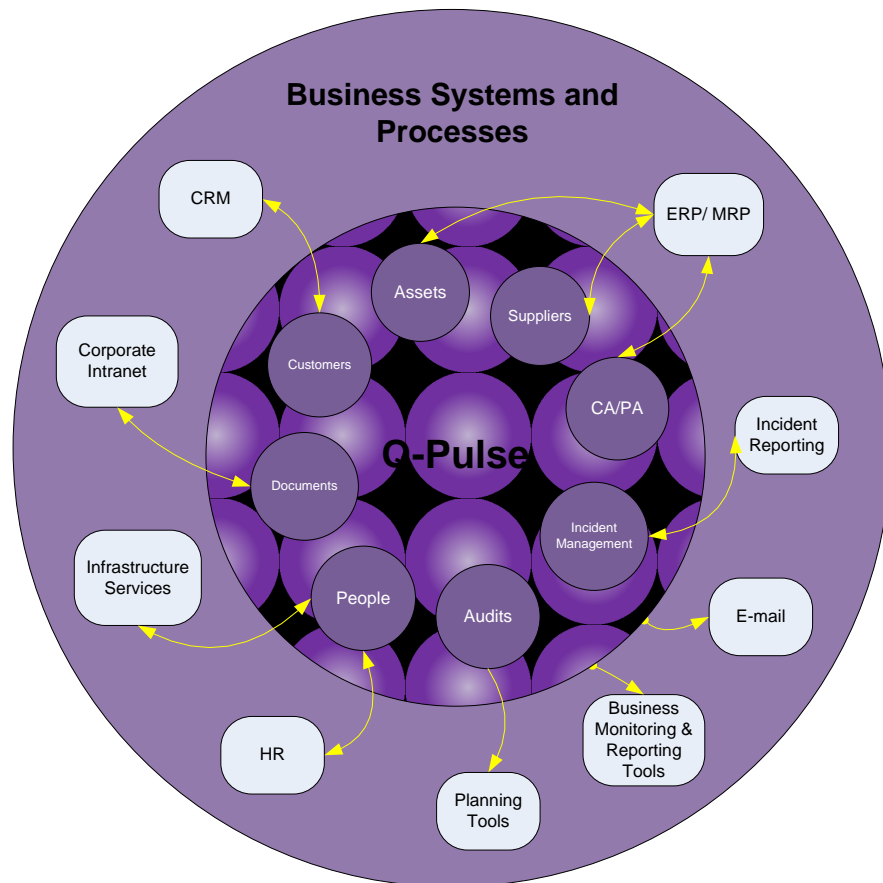 Business Systems and
Processes
CRM
ERP/ MRP
Assets
Suppliers
Customers
Corporate
Intranet
CA/PA
Incident
Reporting
Q-Pulse
Documents
Incident
Management
Infrastructure
Services
People
Audits
E-mail
HR
Business
Monitoring &
Reporting
Tools
Planning
Tools